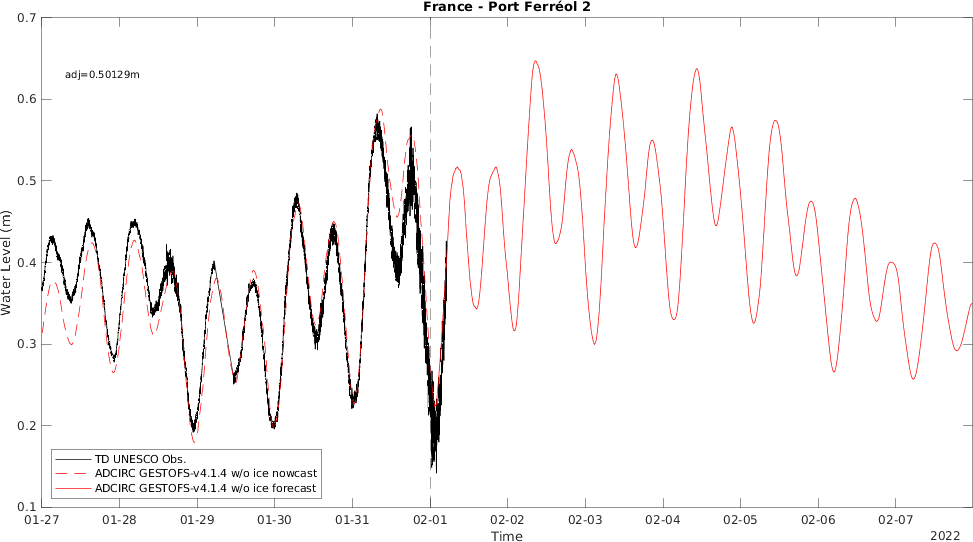 France - Port Ferréol 2
0.7
adj=0.50129m
0.6
0.5
0.4
0.3
0.2
0.1
Water Level (m)
TD UNESCO Obs.
ADCIRC GESTOFS-v4.1.4 w/o ice nowcast
ADCIRC GESTOFS-v4.1.4 w/o ice forecast
01-27 01-28 01-29 01-30 01-31 02-01 02-02 02-03 02-04 02-05 02-06 02-07
Time
2022